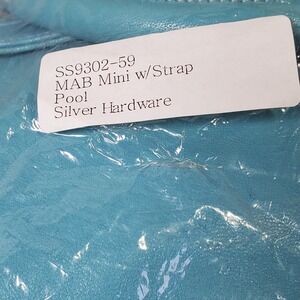 SS9302-59
MAB Mini w/Strap
Pool
Silver Hardware